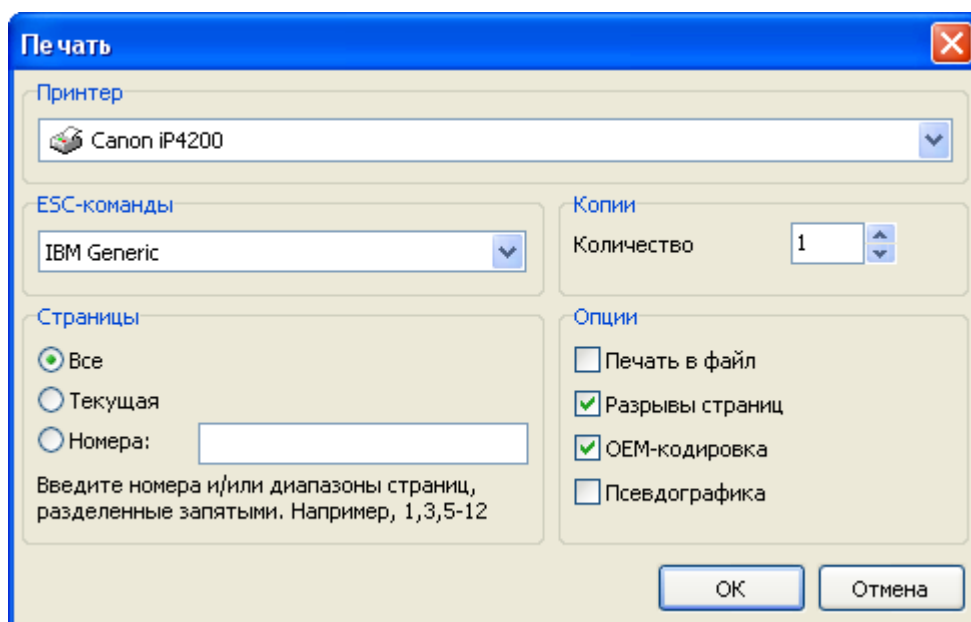 Печать
Принтер
Canon iP4200
ESC-команды
IBM Generic
Копии
Количество
1
Страницы
Все
Текущая
Номера:
Введите номера и/или диапазоны страниц,
разделенные запятыми. Например, 1,3,5-12
Опции
Печать в файл
Разрывы страниц
OEM-кодировка
Псевдографика
OK
Отмена